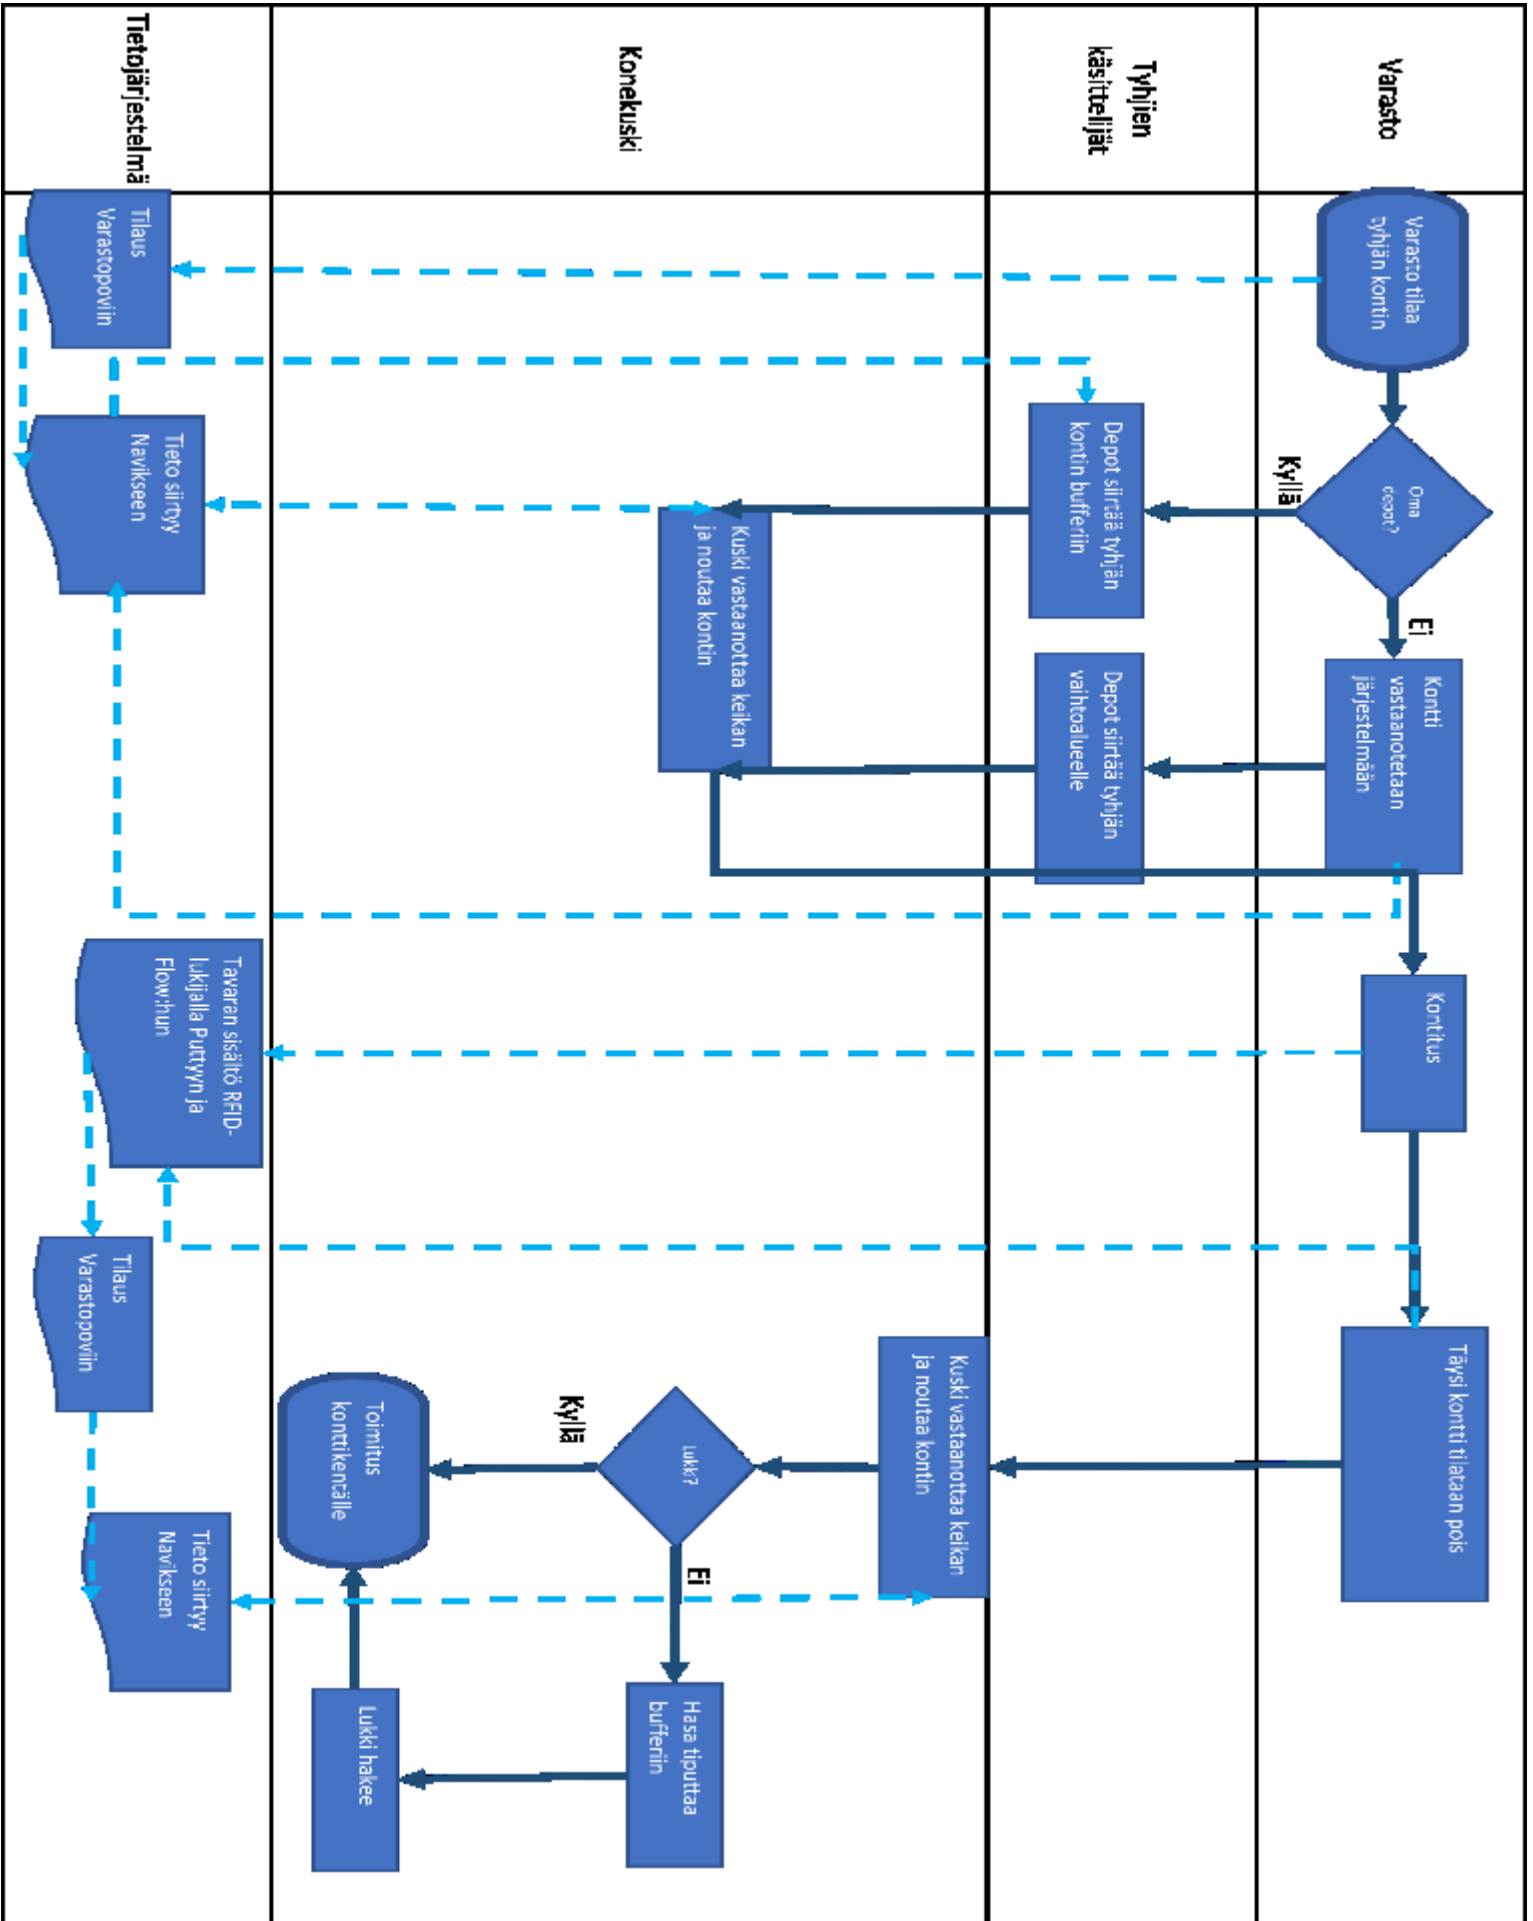 Varasto
Varasto tilaa
tyhjän kontin
Oma
depot?
Kyllä
Ei
Kontti
vastaanotetaan
järjestelmään
Kontitus
Täysi kontti tilataan pois
Tyhjien
käsittelijät
Depot siirtää tyhjän
kontin bufferiin
Depot siirtää tyhjän
vaihtoalueelle
Konekuski
Kuski vastaanottaa keikan
ja noutaa kontin
Kuski vastaanottaa keikan
ja noutaa kontin
Lukki?
Kyllä
Ei
Toimitus
konttikentälle
Hasa tiputtaa
bufferiin
Lukki hakee
Tietojärjestelmä
Tilaus
Varastopoviin
Tieto siirtyy
Navikseen
Tavaran sisältö RFID-
lukijalla Puttyyn ja
Flow:hun
Tilaus
Varastopoviin
Tieto siirtyy
Navikseen